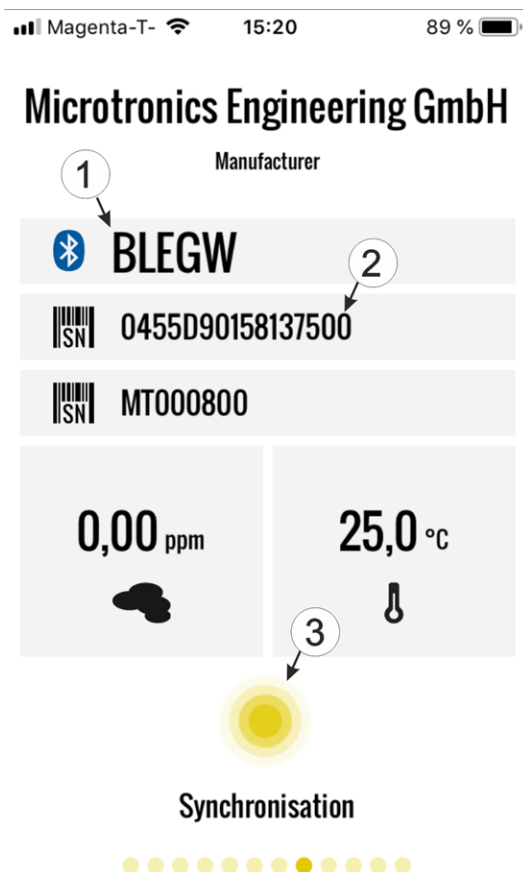 Magenta-T- 15:20 89 %
Microtronics Engineering GmbH
Manufacturer
1
BLEGW
2
SN 0455D90158137500
SN MT000800
0,00 ppm 25,0 °C
3
Synchronisation